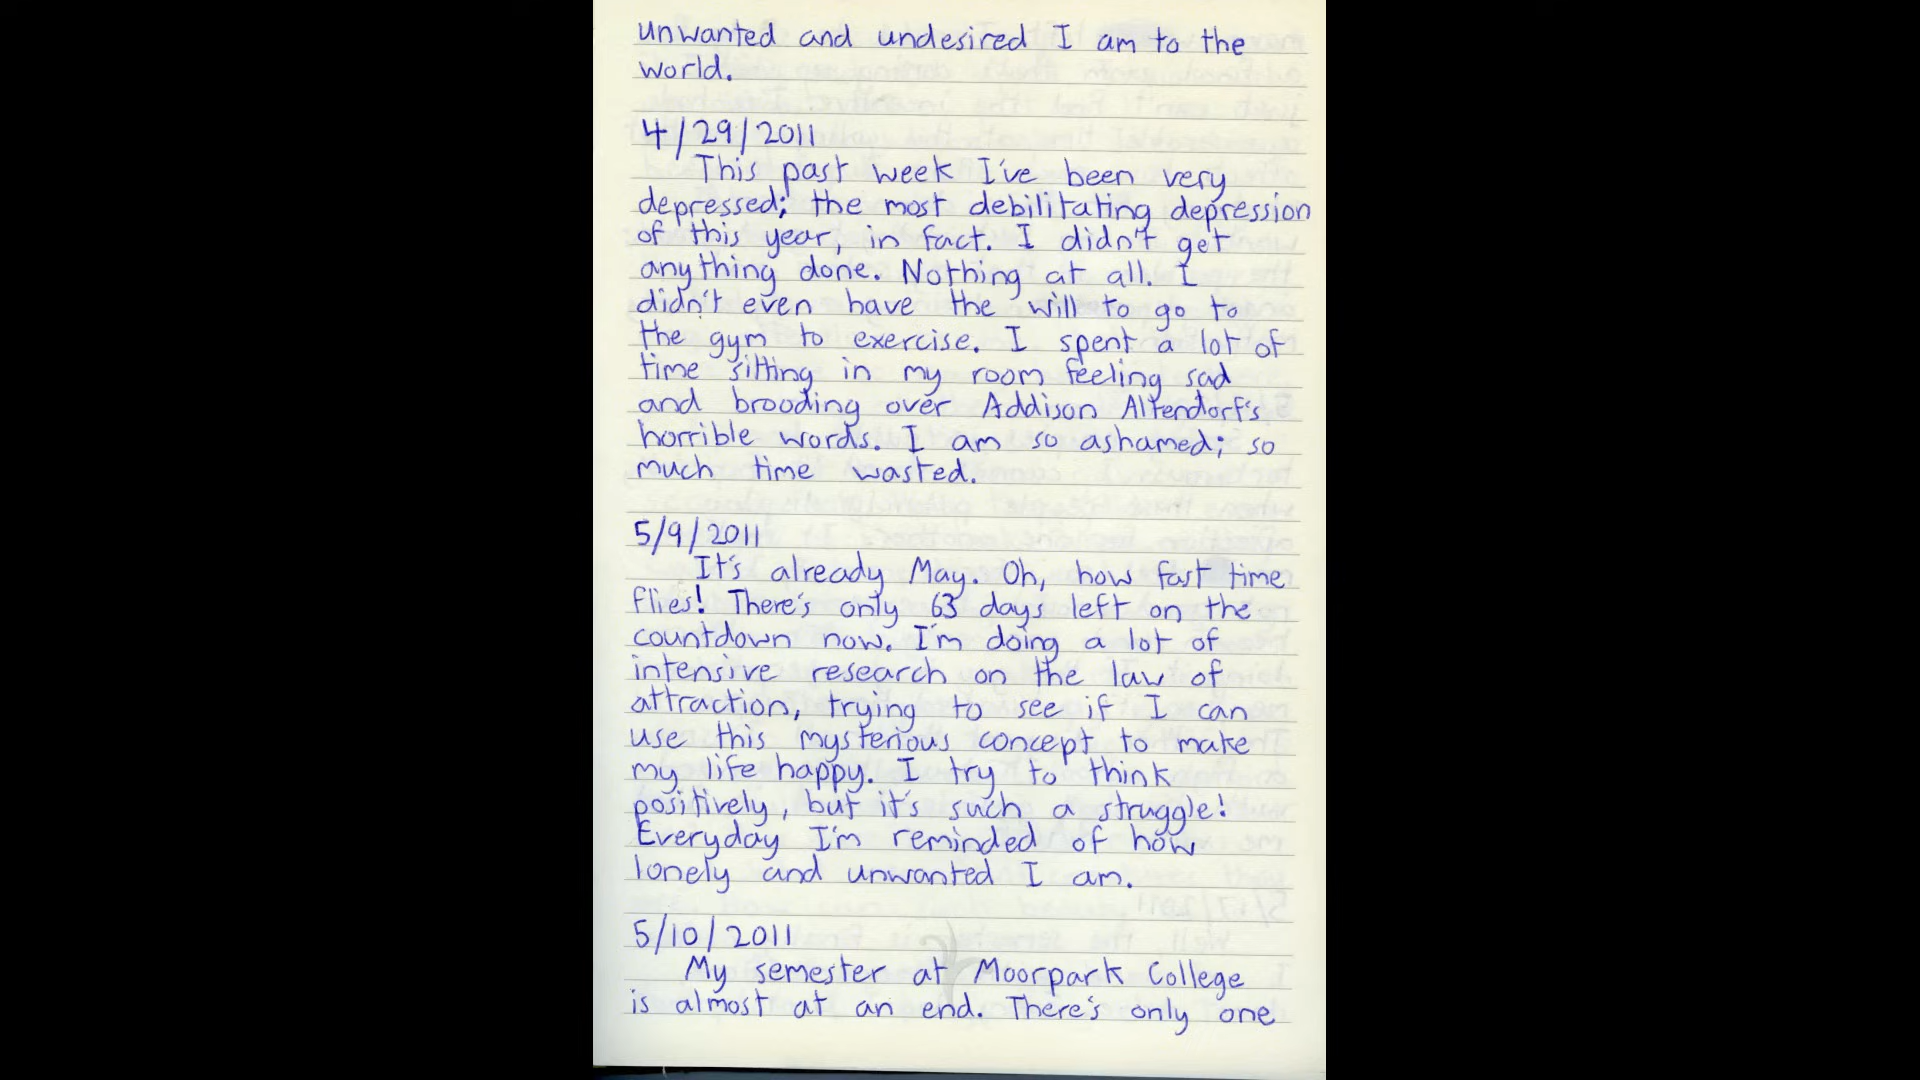 unwanted and undesired I am to the
world.
4/29/2011
This past week I've been very
depressed; the most debilitating depression
of this year, in fact. I didn't get
anything done. Nothing at all. I
didn't even have the will to go to
the gym to exercise. I spent a lot of
time sitting in my room feeling sad
and brooding over Addison Altendorf's
horrible words. I am so ashamed; so
much time wasted.
5/9/2011
It's already May. Oh, how fast time
flies! There's only 63 days left on the
countdown now. I'm doing a lot of
intensive research on the law of
attraction, trying to see if I can
use this mysterious concept to make
my life happy. I try to think
positively, but it's such a struggle!
Everyday I'm reminded of how
lonely and unwanted I am.
5/10/2011
My semester at Moorpark College
is almost at an end. There's only one